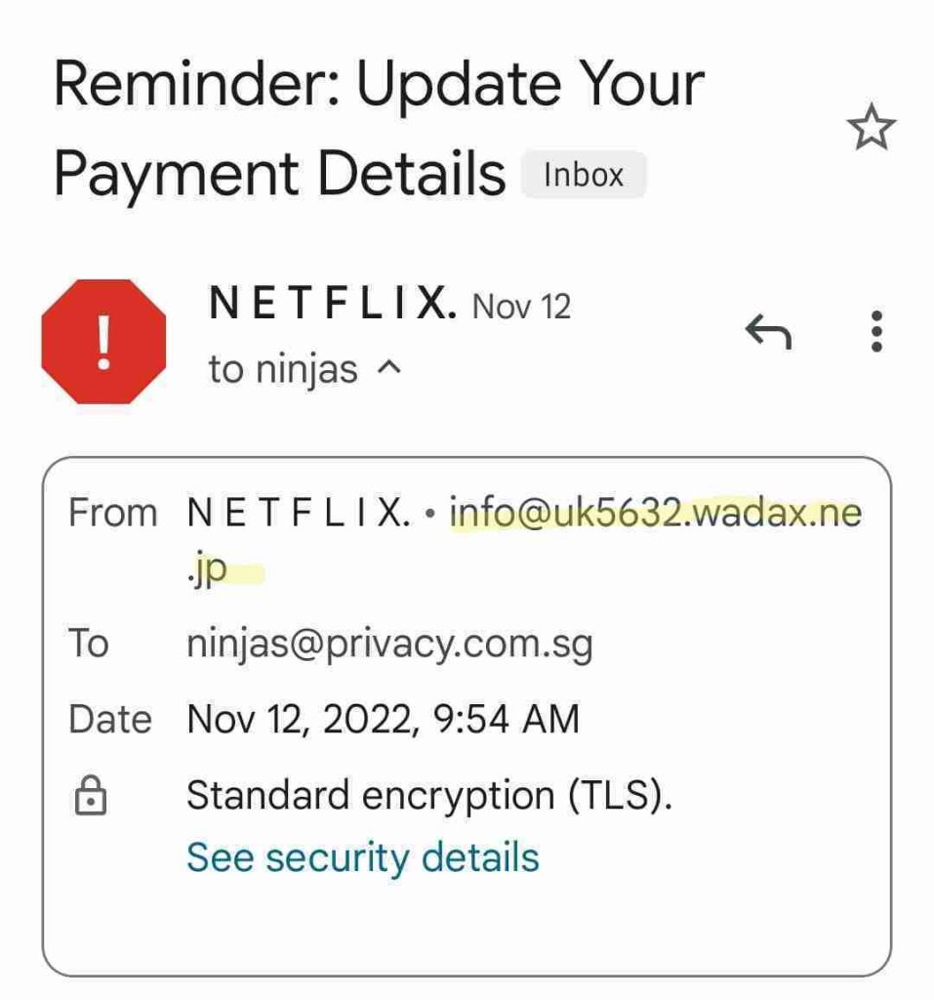 Reminder: Update Your
Payment Details Inbox
!
N E T F L I X. Nov 12
to ninjas
From N E T F L I X. • info@uk5632.wadax.ne
.jp
To ninjas@privacy.com.sg
Date Nov 12, 2022, 9:54 AM
Standard encryption (TLS).
See security details